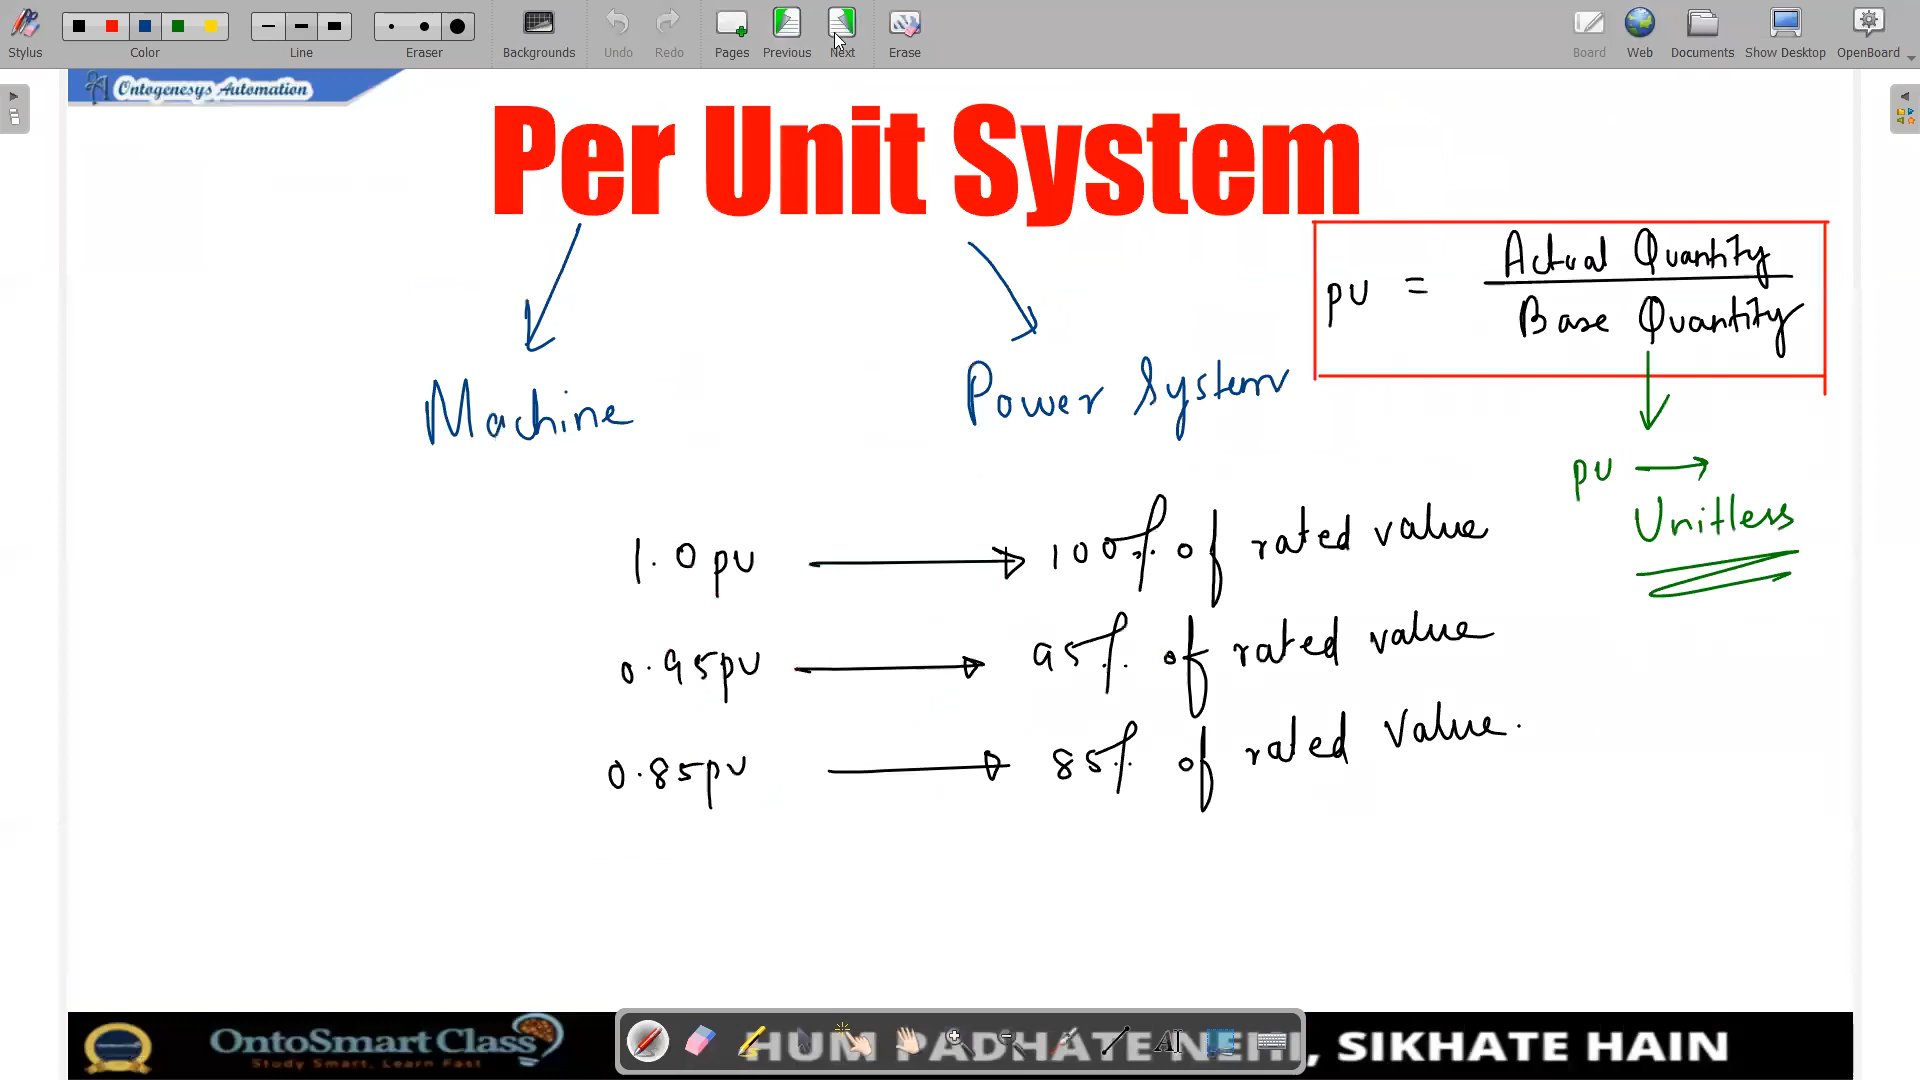 Stylus
Color
Line
Eraser
Backgrounds
Undo
Redo
Pages
Previous
Next
Erase
Board
Web
Documents
Show Desktop
OpenBoard
Ontogenesys Automation
Per Unit System
pu = Actual Quantity
Base Quantity
Machine
Power System
pu →
Unitless
1.0 pu → 100% of rated value
0.95pu → 95% of rated value
0.85pu → 85% of rated value.
OntoSmart Class
Study Smart, Learn Fast
HUM PADHATE NEHI, SIKHATE HAIN